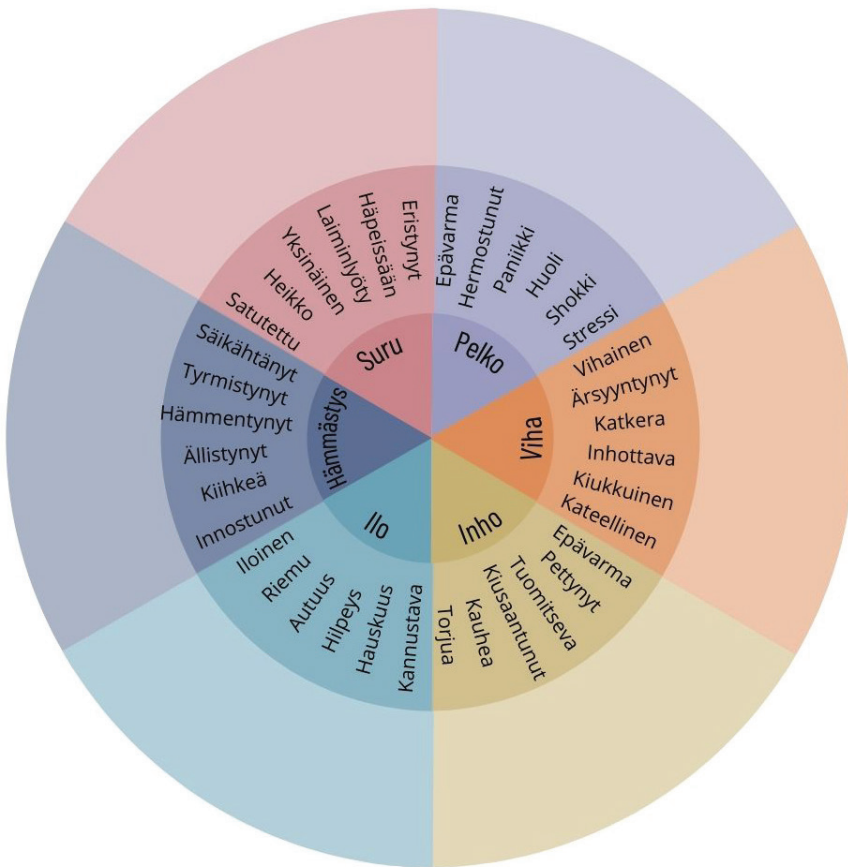 Suru
Satutettu
Heikko
Yksinäinen
Laiminlyöty
Häpeissään
Eristynyt
Pelko
Epävarma
Hermostunut
Paniikki
Huoli
Shokki
Stressi
Viha
Vihainen
Ärsyyntynyt
Katkera
Inhottava
Kiukkuinen
Kateellinen
Inho
Epävarma
Pettynyt
Tuomitseva
Kiusaantunut
Kauhea
Torjua
Ilo
Kannustava
Hauskuus
Hilpeys
Autuus
Riemu
Iloinen
Hämmästys
Innostunut
Kiihkeä
Ällistynyt
Hämmentynyt
Tyrmistynyt
Säikähtänyt